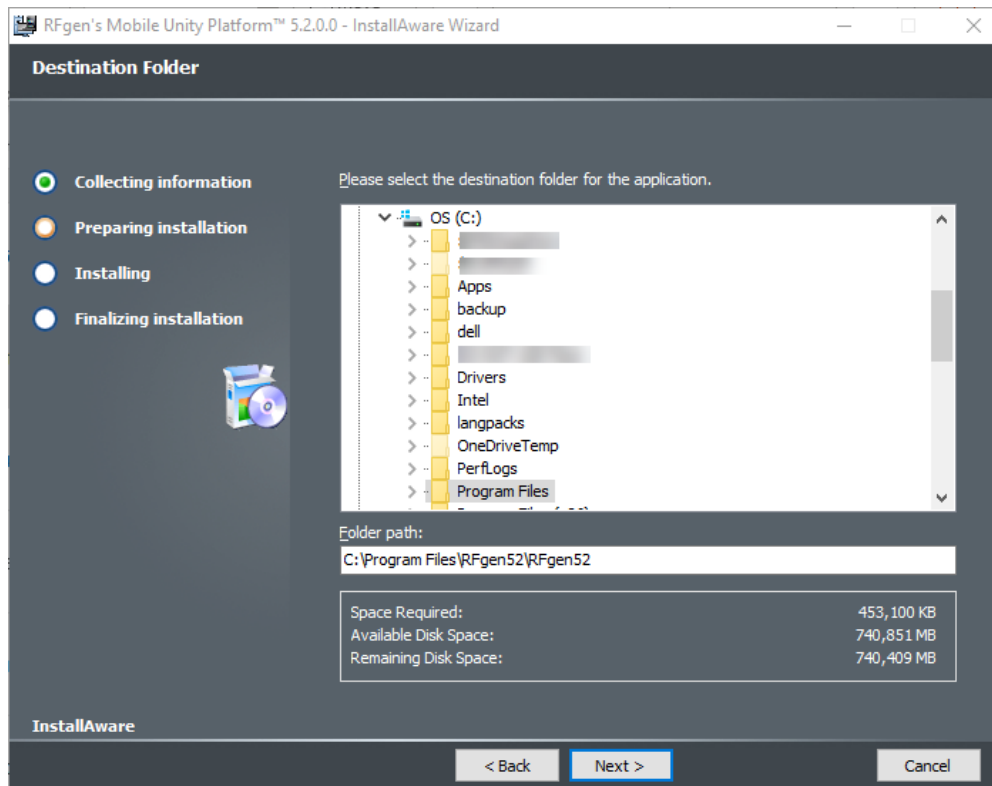 RFgen's Mobile Unity Platform™ 5.2.0.0 - InstallAware Wizard
Destination Folder
Collecting information
Preparing installation
Installing
Finalizing installation
Please select the destination folder for the application.
OS (C:)
Apps
backup
dell
Drivers
Intel
langpacks
OneDriveTemp
PerfLogs
Program Files
Folder path:
C:\Program Files\RFgen52\RFgen52
Space Required: 453,100 KB
Available Disk Space: 740,851 MB
Remaining Disk Space: 740,409 MB
InstallAware
< Back Next > Cancel